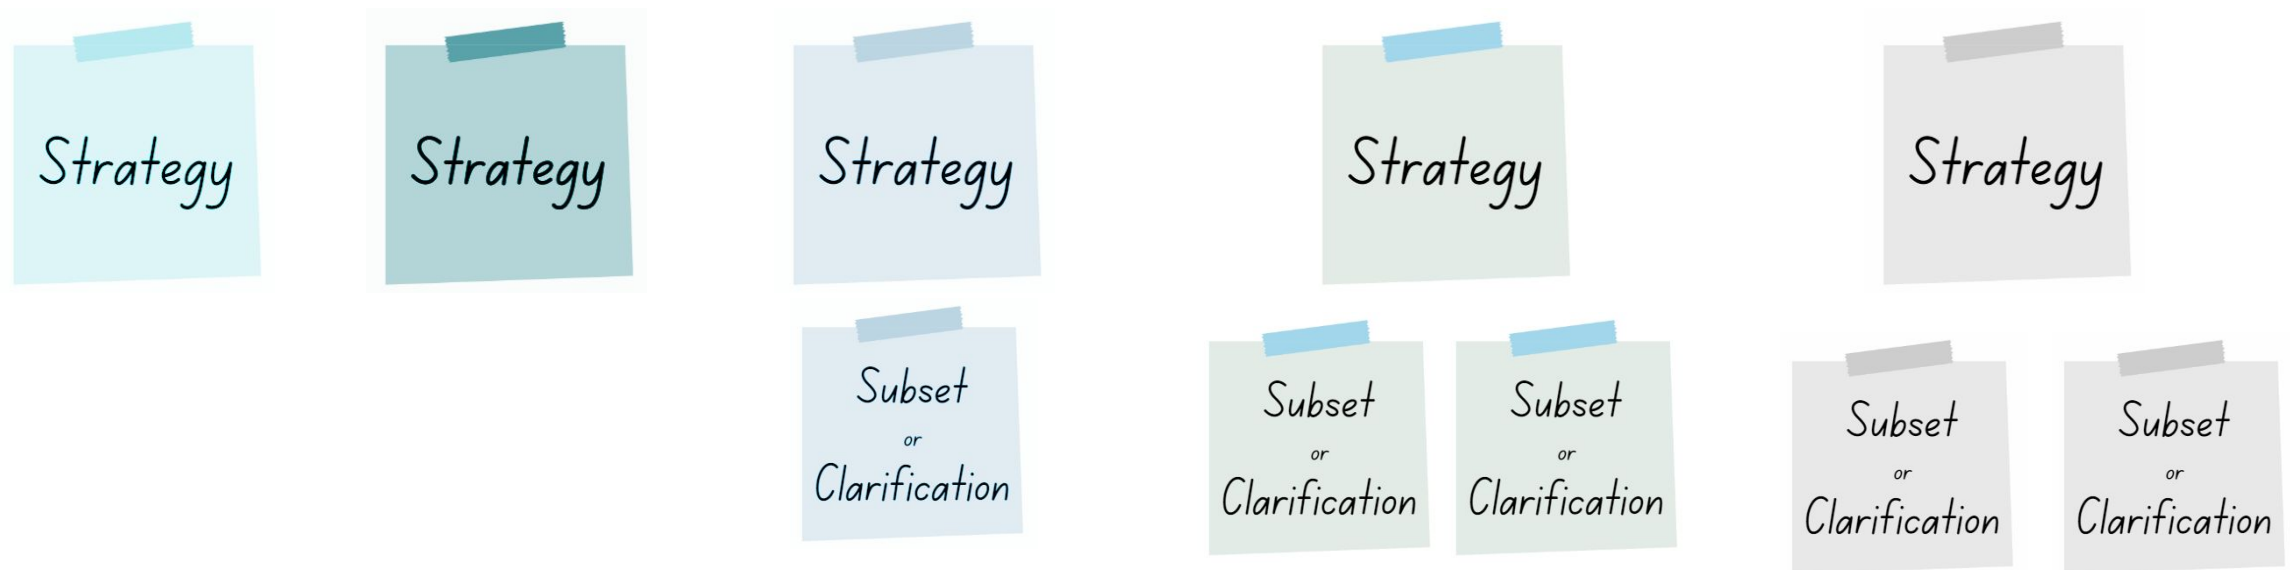 Strategy
Strategy
Strategy
Strategy
Strategy
Subset
or
Clarification
Subset
or
Clarification
Subset
or
Clarification
Subset
or
Clarification
Subset
or
Clarification